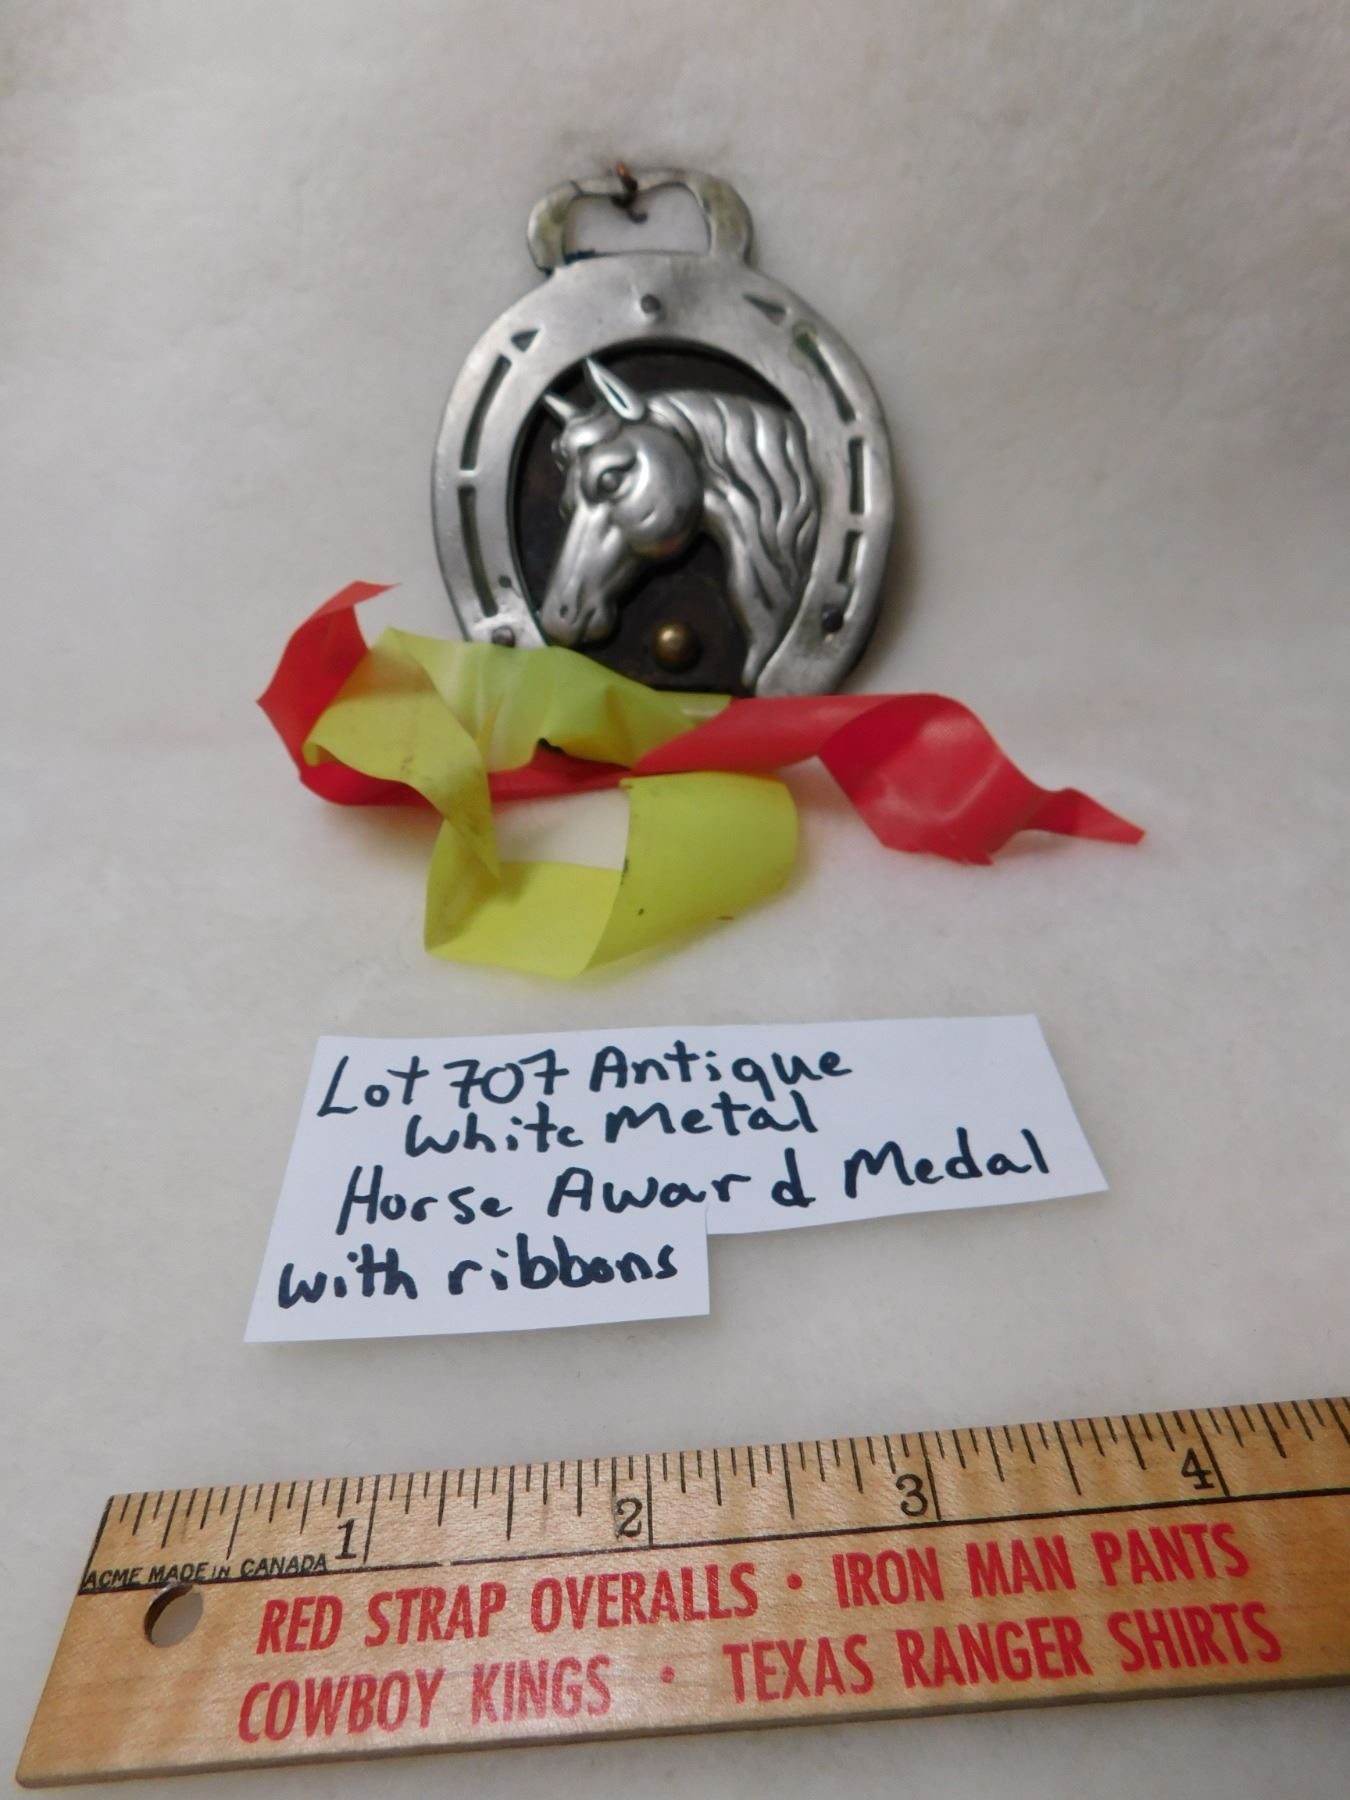 Lot 707 Antique
White Metal
Horse Award Medal
with ribbons
1 2 3 4
ACME MADE IN CANADA
RED STRAP OVERALLS • IRON MAN PANTS
COWBOY KINGS • TEXAS RANGER SHIRTS